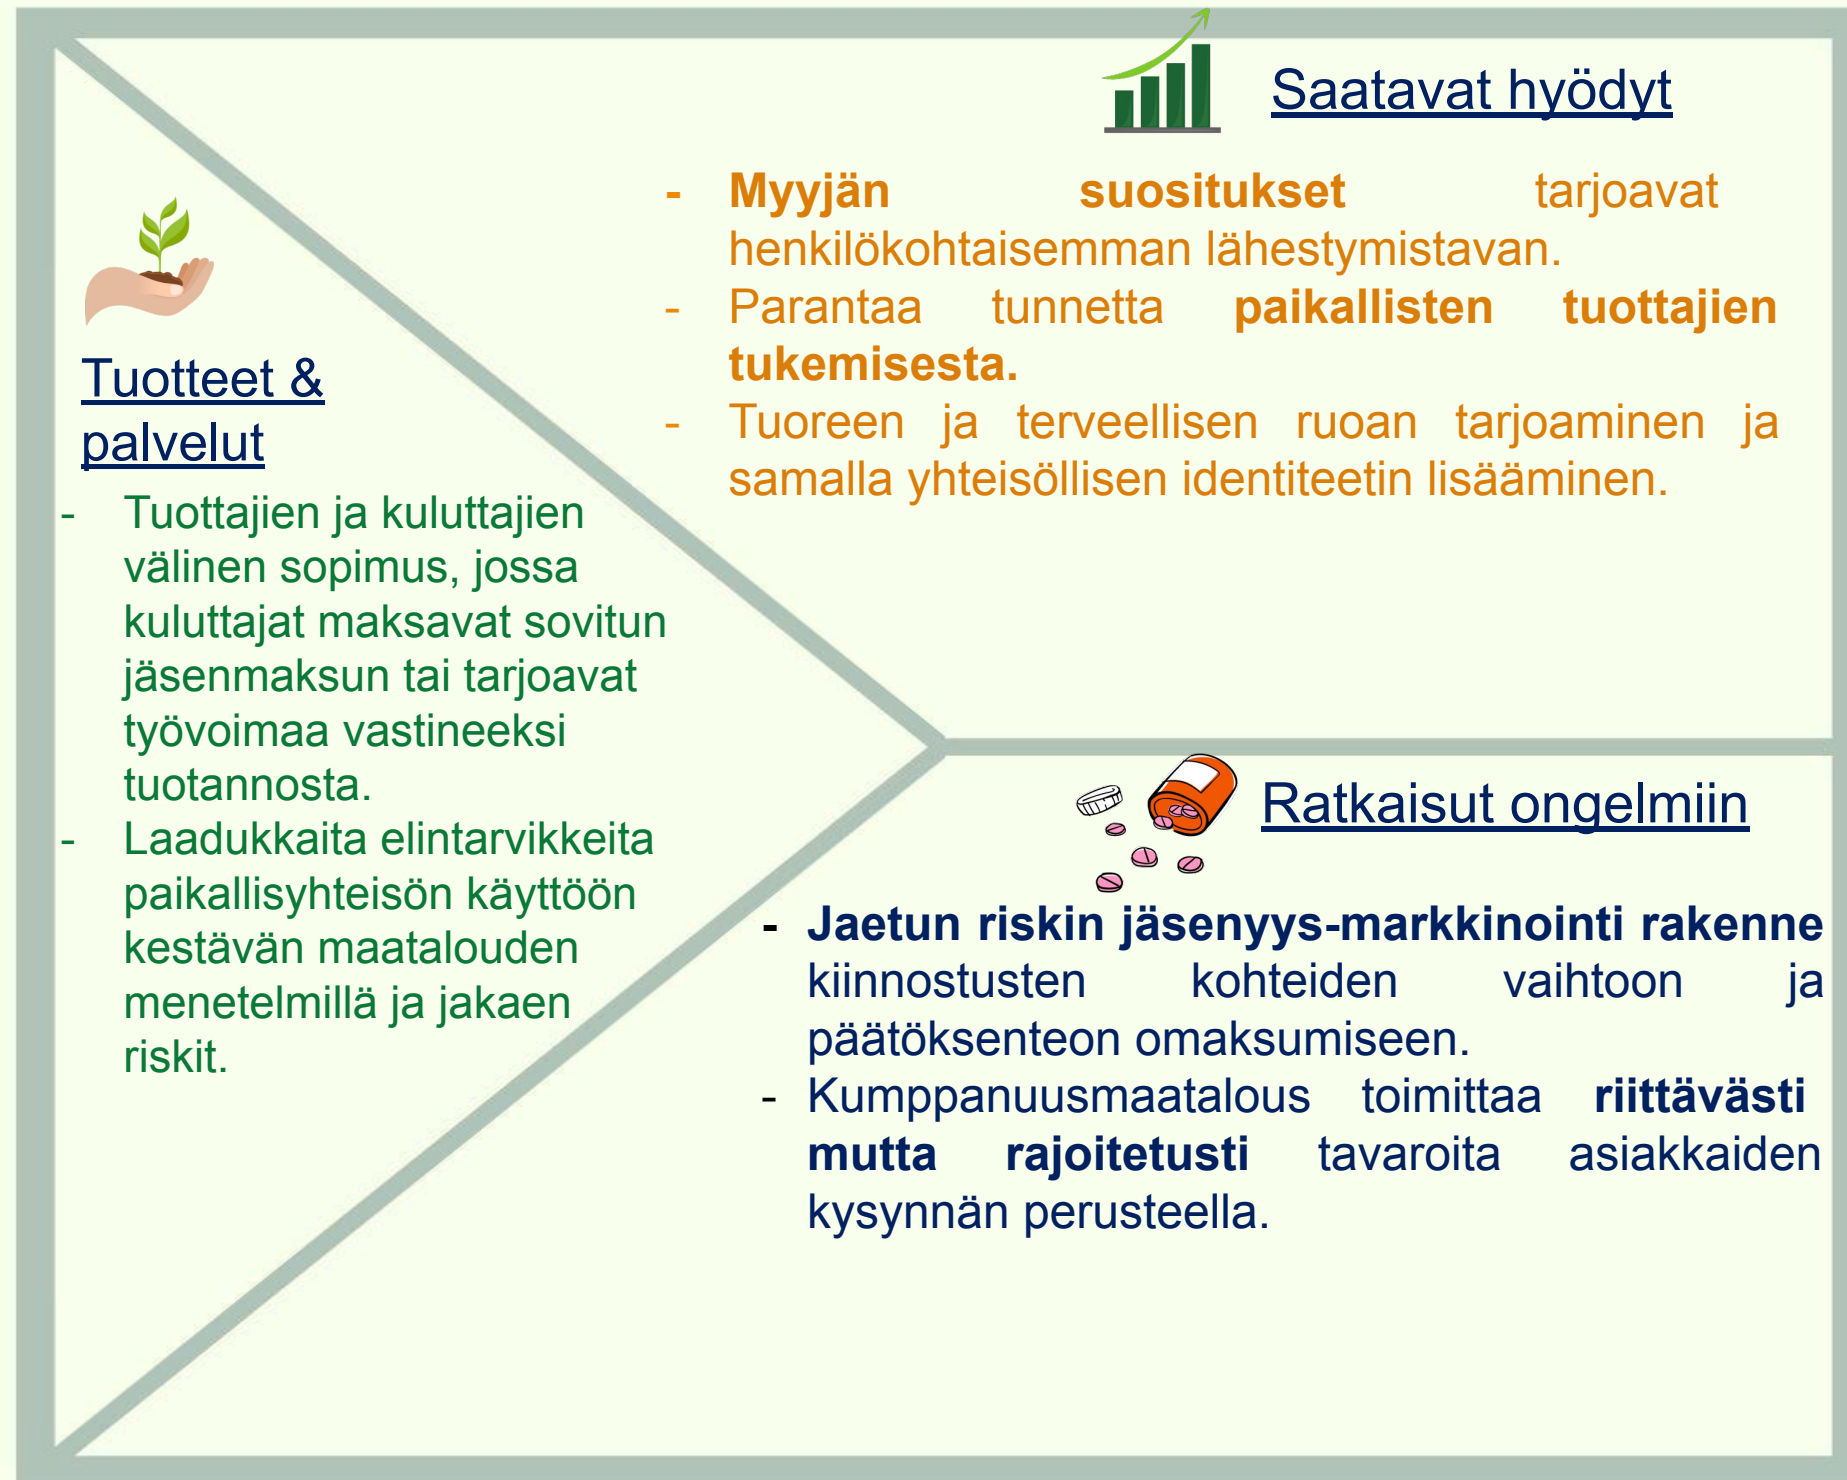 Saatavat hyödyt
- Myyjän suositukset tarjoavat
henkilökohtaisemman lähestymistavan.
- Parantaa tunnetta paikallisten tuottajien
tukemisesta.
- Tuoreen ja terveellisen ruoan tarjoaminen ja
samalla yhteisöllisen identiteetin lisääminen.
Tuotteet &
palvelut
- Tuottajien ja kuluttajien
välinen sopimus, jossa
kuluttajat maksavat sovitun
jäsenmaksun tai tarjoavat
työvoimaa vastineeksi
tuotannosta.
- Laadukkaita elintarvikkeita
paikallisyhteisön käyttöön
kestävän maatalouden
menetelmillä ja jakaen
riskit.
Ratkaisut ongelmiin
- Jaetun riskin jäsenyys-markkinointi rakenne
kiinnostusten kohteiden vaihtoon ja
päätöksenteon omaksumiseen.
- Kumppanuusmaatalous toimittaa riittävästi
mutta rajoitetusti tavaroita asiakkaiden
kysynnän perusteella.